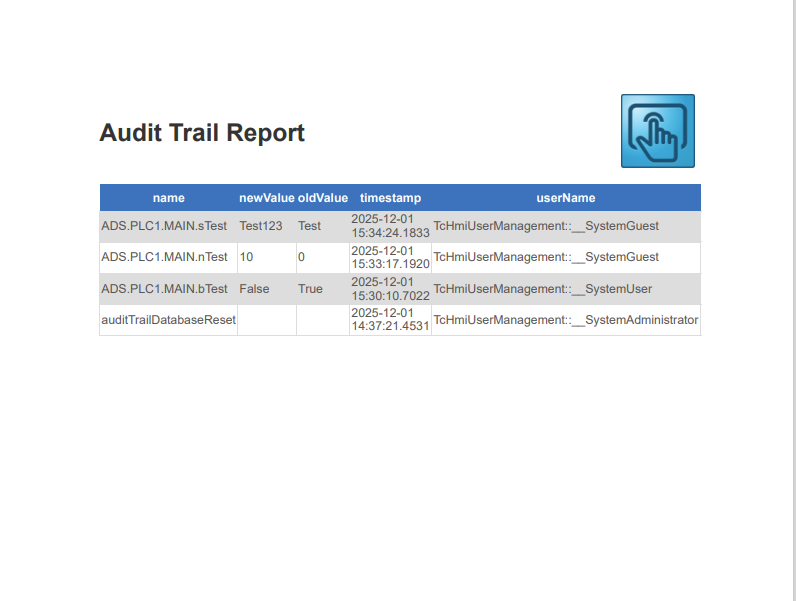 Audit Trail Report
name newValue oldValue timestamp userName
ADS.PLC1.MAIN.sTest Test123 Test 2025-12-01 15:34:24.1833 TcHmiUserManagement::__SystemGuest
ADS.PLC1.MAIN.nTest 10 0 2025-12-01 15:33:17.1920 TcHmiUserManagement::__SystemGuest
ADS.PLC1.MAIN.bTest False True 2025-12-01 15:30:10.7022 TcHmiUserManagement::__SystemUser
auditTrailDatabaseReset 2025-12-01 14:37:21.4531 TcHmiUserManagement::__SystemAdministrator